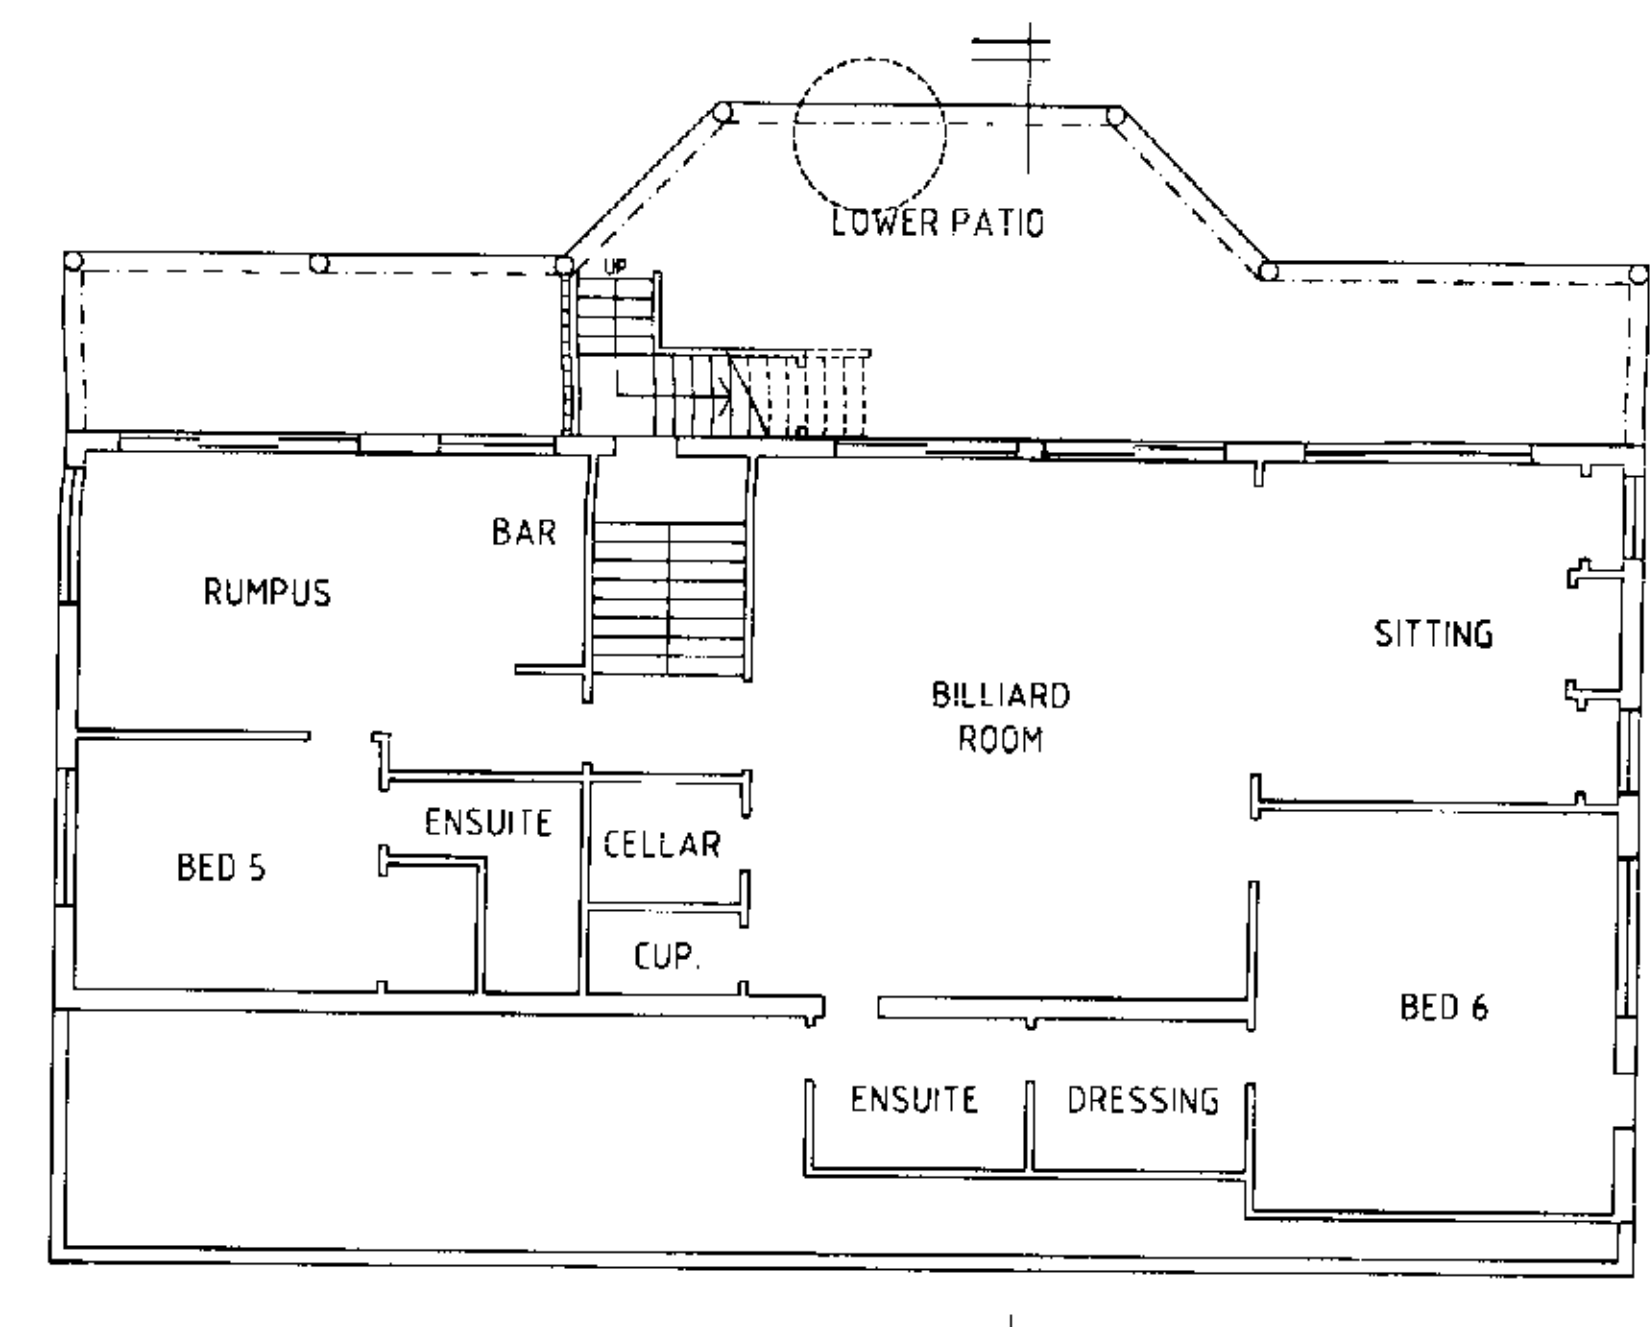 LOWER PATIO
UP
BAR
RUMPUS
SITTING
BILLIARD
ROOM
ENSUITE
CELLAR
BED 5
CUP.
BED 6
ENSUITE
DRESSING